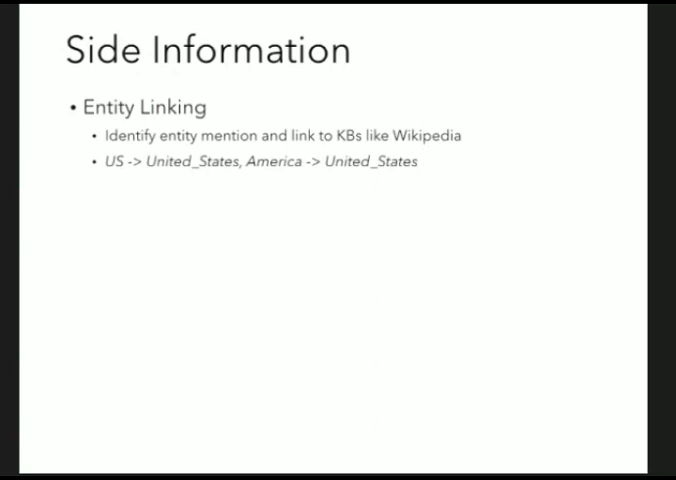 Side Information
• Entity Linking
• Identify entity mention and link to KBs like Wikipedia
• US -> United_States, America -> United_States